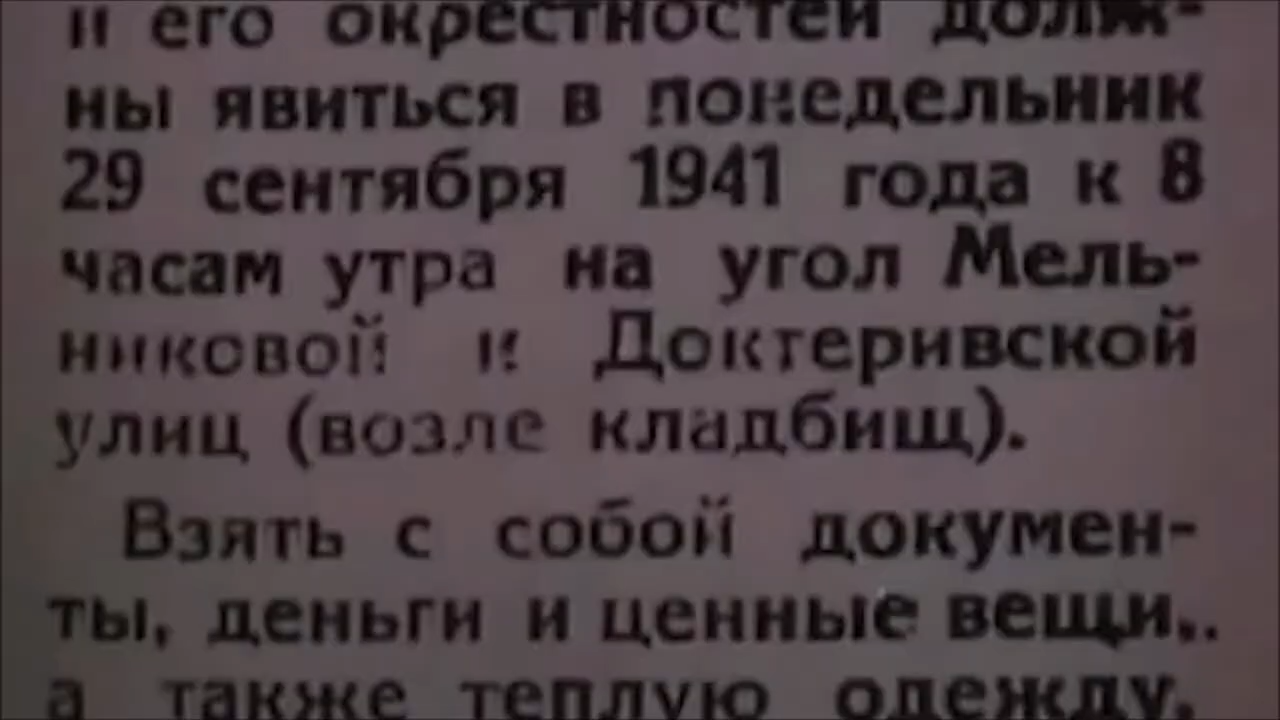 и его окрестностей долж-
ны явиться в понедельник
29 сентября 1941 года к 8
часам утра на угол Мель-
никовой и Доктеривской
улиц (возле кладбищ).
Взять с собой докумен-
ты, деньги и ценные вещи,.
а также теплую одежду,